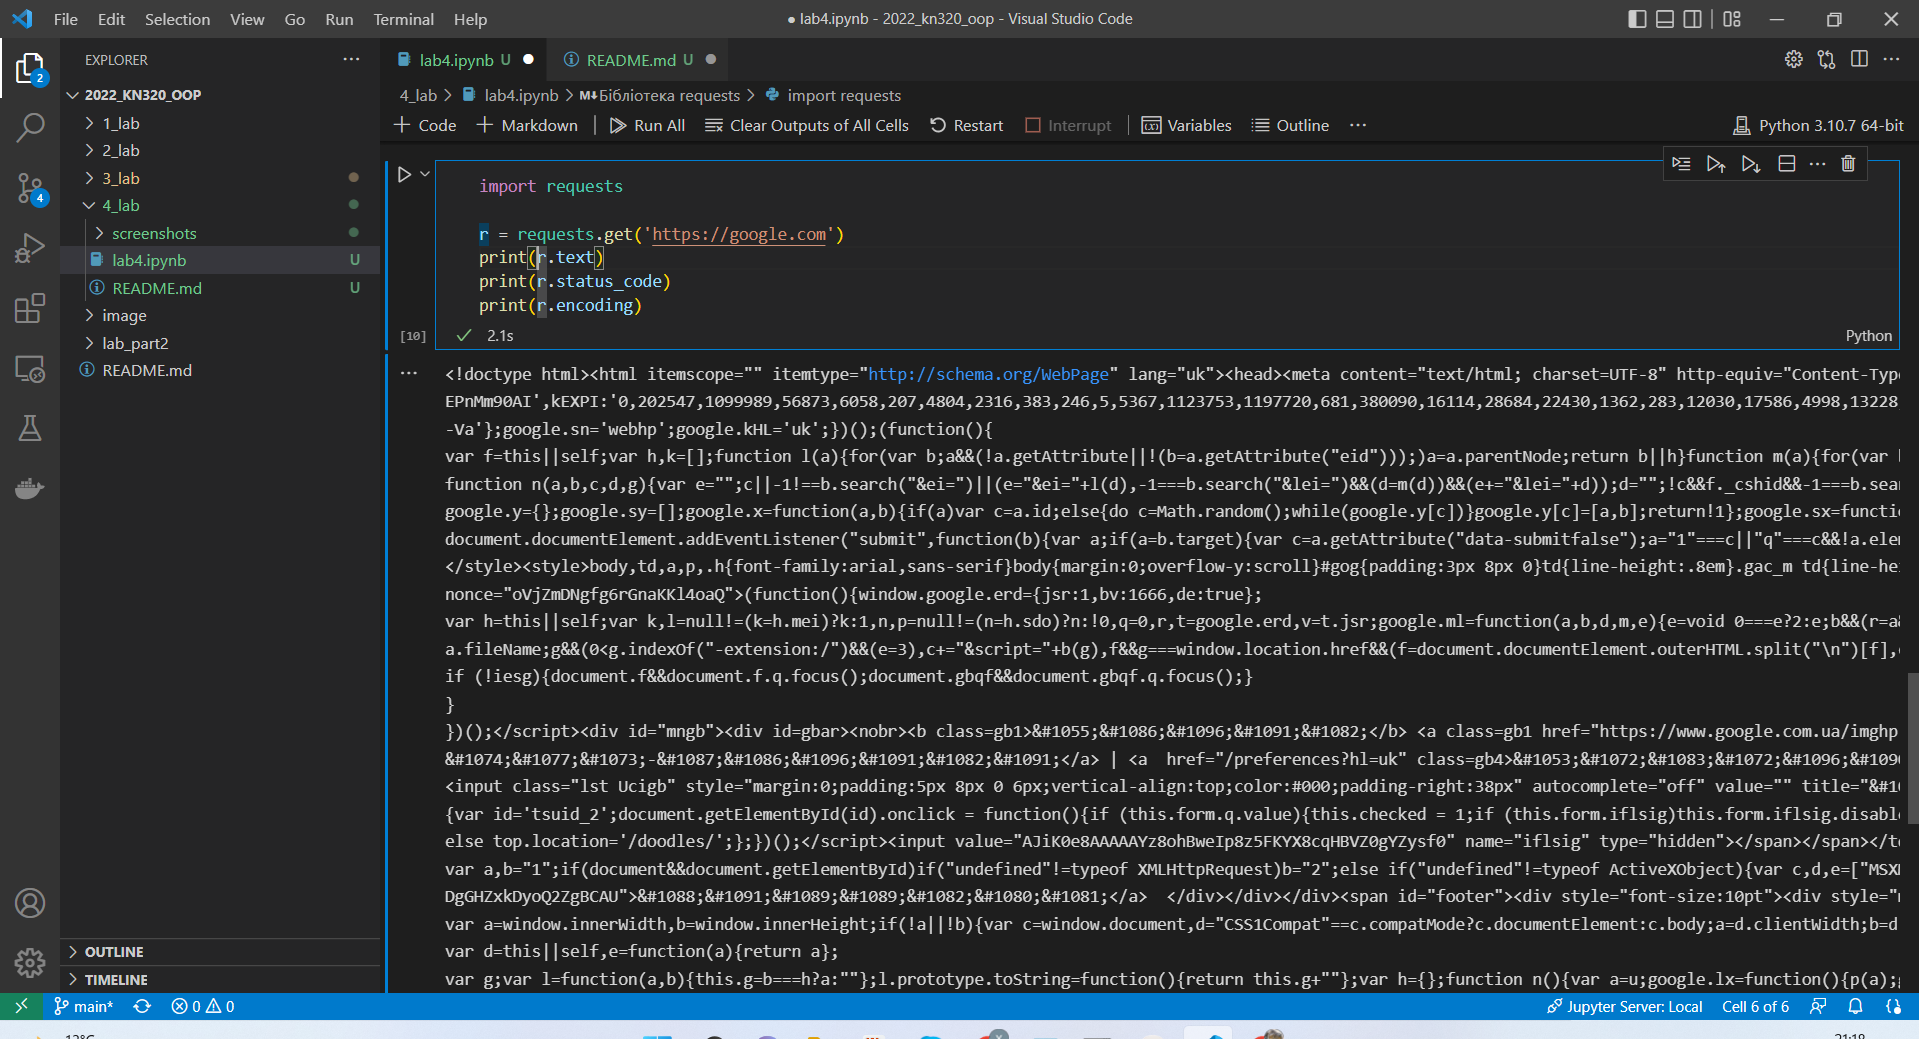 File Edit Selection View Go Run Terminal Help
● lab4.ipynb - 2022_kn320_oop - Visual Studio Code
EXPLORER
lab4.ipynb U
README.md U
2022_KN320_OOP
1_lab
2_lab
3_lab
4_lab
screenshots
lab4.ipynb U
README.md U
image
lab_part2
README.md
OUTLINE
TIMELINE
2
4
4_lab > lab4.ipynb > M↓Бібліотека requests > import requests
+ Code + Markdown Run All Clear Outputs of All Cells Restart Interrupt Variables Outline ...
Python 3.10.7 64-bit
import requests
r = requests.get('https://google.com')
print(r.text)
print(r.status_code)
print(r.encoding)
[10] ✓ 2.1s Python
<!doctype html><html itemscope="" itemtype="http://schema.org/WebPage" lang="uk"><head><meta content="text/html; charset=UTF-8" http-equiv="Content-Type
EPnMm90AI',kEXPI:'0,202547,1099989,56873,6058,207,4804,2316,383,246,5,5367,1123753,1197720,681,380090,16114,28684,22430,1362,283,12030,17586,4998,13228,
-Va'};google.sn='webhp';google.kHL='uk';})();(function(){
var f=this||self;var h,k=[];function l(a){for(var b;a&&(!a.getAttribute||!(b=a.getAttribute("eid")));)a=a.parentNode;return b||h}function m(a){for(var
function n(a,b,c,d,g){var e="";c||-1!==b.search("&ei=")||(e="&ei="+l(d),-1===b.search("&lei=")&&(d=m(d))&&(e+="&lei="+d));d="";!c&&f._cshid&&-1===b.sear
google.y={};google.sy=[];google.x=function(a,b){if(a)var c=a.id;else{do c=Math.random();while(google.y[c])}google.y[c]=[a,b];return!1};google.sx=functio
document.documentElement.addEventListener("submit",function(b){var a;if(a=b.target){var c=a.getAttribute("data-submitfalse");a="1"===c||"q"===c&&!a.elem
</style><style>body,td,a,p,.h{font-family:arial,sans-serif}body{margin:0;overflow-y:scroll}#gog{padding:3px 8px 0}td{line-height:.8em}.gac_m td{line-hei
nonce="oVjZmDNgfg6rGnaKKl4oaQ">(function(){window.google.erd={jsr:1,bv:1666,de:true};
var h=this||self;var k,l=null!=(k=h.mei)?k:1,n,p=null!=(n=h.sdo)?n:!0,q=0,r,t=google.erd,v=t.jsr;google.ml=function(a,b,d,m,e){e=void 0===e?2:e;b&&(r=a&
a.fileName;g&&(0<g.indexOf("-extension:/")&&(e=3),c+="&script="+b(g),f&&g===window.location.href&&(f=document.documentElement.outerHTML.split("\n")[f],c
if (!iesg){document.f&&document.f.q.focus();document.gbqf&&document.gbqf.q.focus();}
}
})();</script><div id="mngb"><div id=gbar><nobr><b class=gb1>&#1055;&#1086;&#1096;&#1091;&#1082;</b> <a class=gb1 href="https://www.google.com.ua/imghp
&#1074;&#1077;&#1073;-&#1087;&#1086;&#1096;&#1091;&#1082;&#1091;</a> | <a  href="/preferences?hl=uk" class=gb4>&#1053;&#1072;&#1083;&#1072;&#1096;&#109
<input class="lst Ucigb" style="margin:0;padding:5px 8px 0 6px;vertical-align:top;color:#000;padding-right:38px" autocomplete="off" value="" title="&#10
{var id='tsuid_2';document.getElementById(id).onclick = function(){if (this.form.q.value){this.checked = 1;if (this.form.iflsig)this.form.iflsig.disabl
else top.location='/doodles/';};})();</script><input value="AJiK0e8AAAAAYz8ohBweIp8z5FKYX8cqHBVZ0gYZysf0" name="iflsig" type="hidden"></span></span></t
var a,b="1";if(document&&document.getElementById)if("undefined"!=typeof XMLHttpRequest)b="2";else if("undefined"!=typeof ActiveXObject){var c,d,e=["MSXM
DgGHZxkDyoQ2ZgBCAU">&#1088;&#1091;&#1089;&#1089;&#1082;&#1080;&#1081;</a>  </div></div></div><span id="footer"><div style="font-size:10pt"><div style="
var a=window.innerWidth,b=window.innerHeight;if(!a||!b){var c=window.document,d="CSS1Compat"==c.compatMode?c.documentElement:c.body;a=d.clientWidth;b=d
var d=this||self,e=function(a){return a};
var g;var l=function(a,b){this.g=b===h?a:""};l.prototype.toString=function(){return this.g+""};var h={};function n(){var a=u;google.lx=function(){p(a);
main* 0 0 Jupyter Server: Local Cell 6 of 6